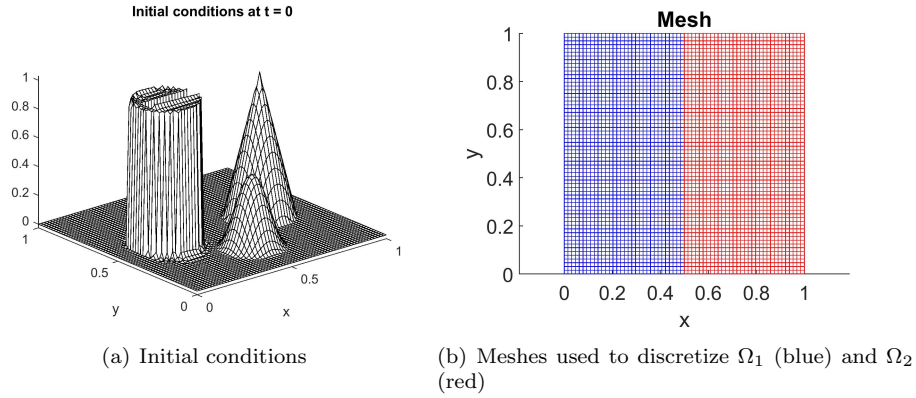 Initial conditions at t = 0
1
0.8
0.6
0.4
0.2
0
1
0.5
0
0
0.5
1
y
x
(a) Initial conditions
Mesh
1
0.8
0.6
0.4
0.2
0
y
0 0.2 0.4 0.6 0.8 1
x
(b) Meshes used to discretize Ω₁ (blue) and Ω₂
(red)